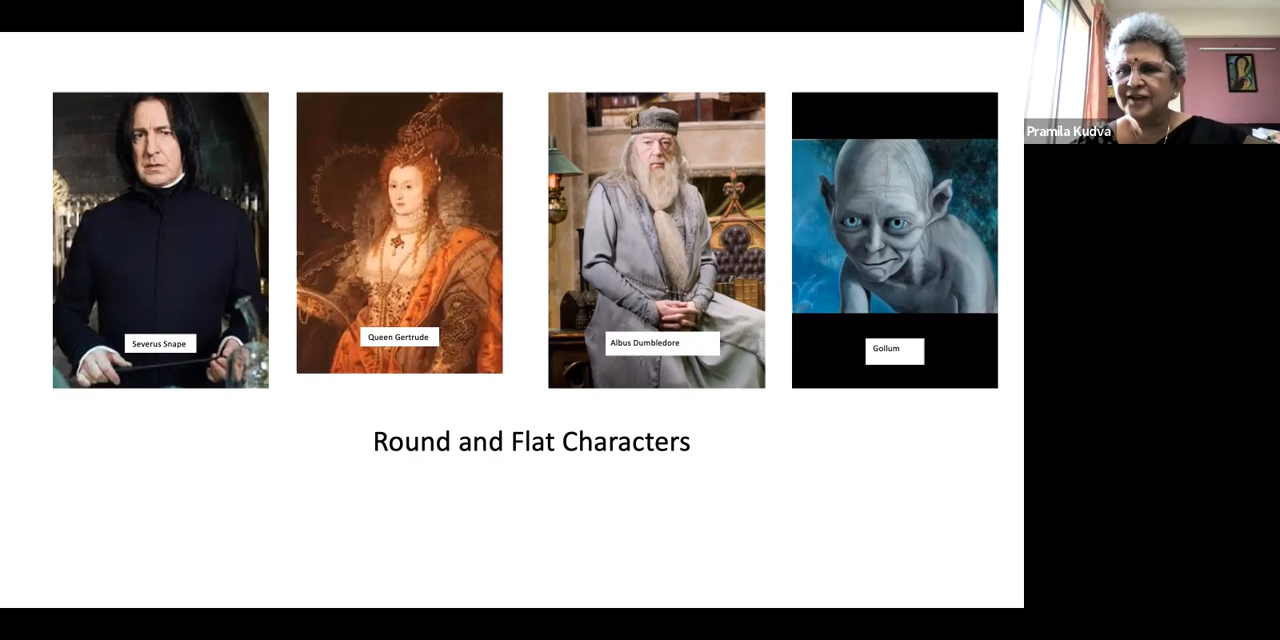 Pramila Kudva
Severus Snape
Queen Gertrude
Albus Dumbledore
Gollum
Round and Flat Characters